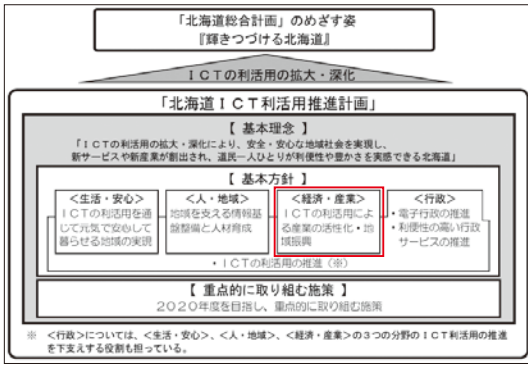 「北海道総合計画」のめざす姿
『輝きつづける北海道』
ＩＣＴの利活用の拡大・深化
「北海道ＩＣＴ利活用推進計画」
【 基本理念 】
「ＩＣＴの利活用の拡大・深化により、安全・安心な地域社会を実現し、
新サービスや新産業が創出され、道民一人ひとりが利便性や豊かさを実感できる北海道」
【 基本方針 】
＜生活・安心＞
ＩＣＴの利活用を通
じて元気で安心して
暮らせる地域の実現
＜人・地域＞
地域を支える情報基
盤整備と人材育成
＜経済・産業＞
ＩＣＴの利活用によ
る産業の活性化・地
域振興
＜行政＞
・電子行政の推進
・利便性の高い行政
サービスの推進
・ＩＣＴの利活用の推進（※）
【 重点的に取り組む施策 】
２０２０年度を目指し、重点的に取り組む施策
※　＜行政＞については、＜生活・安心＞、＜人・地域＞、＜経済・産業＞の３つの分野のＩＣＴ利活用の推進
を下支えする役割も担っている。